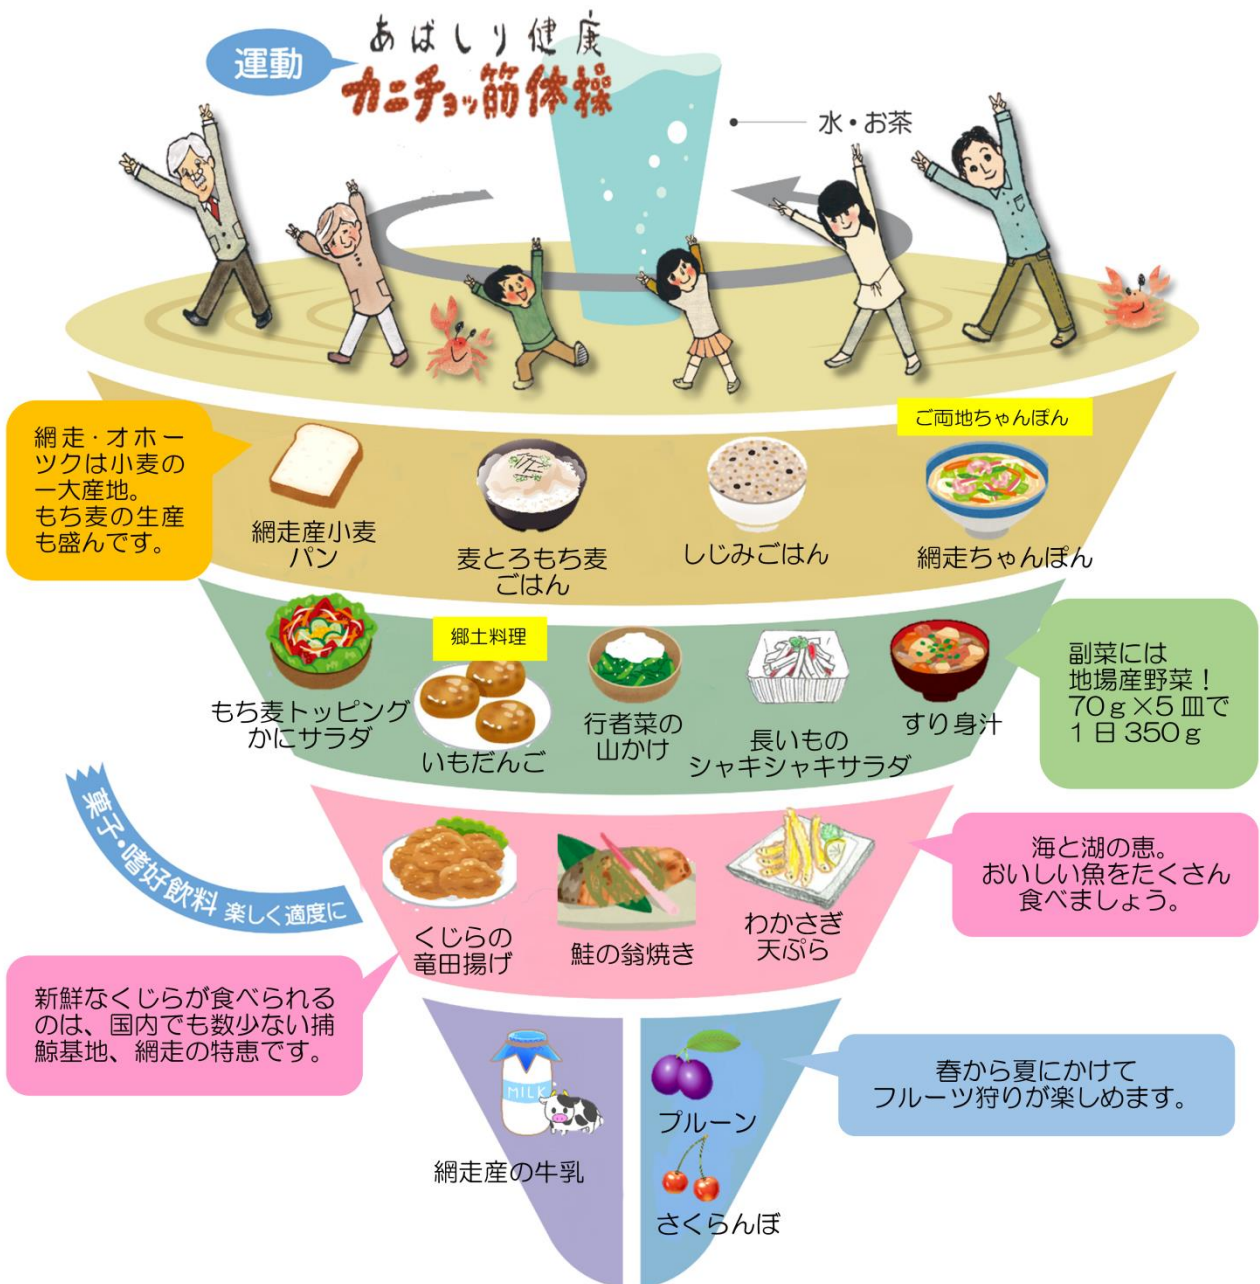 運動
あばしり健康
カニチョッ筋体操
水・お茶
網走・オホー
ツクは小麦の
一大産地。
もち麦の生産
も盛んです。
網走産小麦
パン
麦とろもち麦
ごはん
しじみごはん
ご両地ちゃんぽん
網走ちゃんぽん
もち麦トッピング
かにサラダ
郷土料理
いもだんご
行者菜の
山かけ
長いもの
シャキシャキサラダ
すり身汁
副菜には
地場産野菜!
70g×5皿で
1日350g
菓子・嗜好飲料 楽しく適度に
くじらの
竜田揚げ
鮭の翁焼き
わかさぎ
天ぷら
海と湖の恵。
おいしい魚をたくさん
食べましょう。
新鮮なくじらが食べられる
のは、国内でも数少ない捕
鯨基地、網走の特恵です。
MILK
網走産の牛乳
プルーン
さくらんぼ
春から夏にかけて
フルーツ狩りが楽しめます。